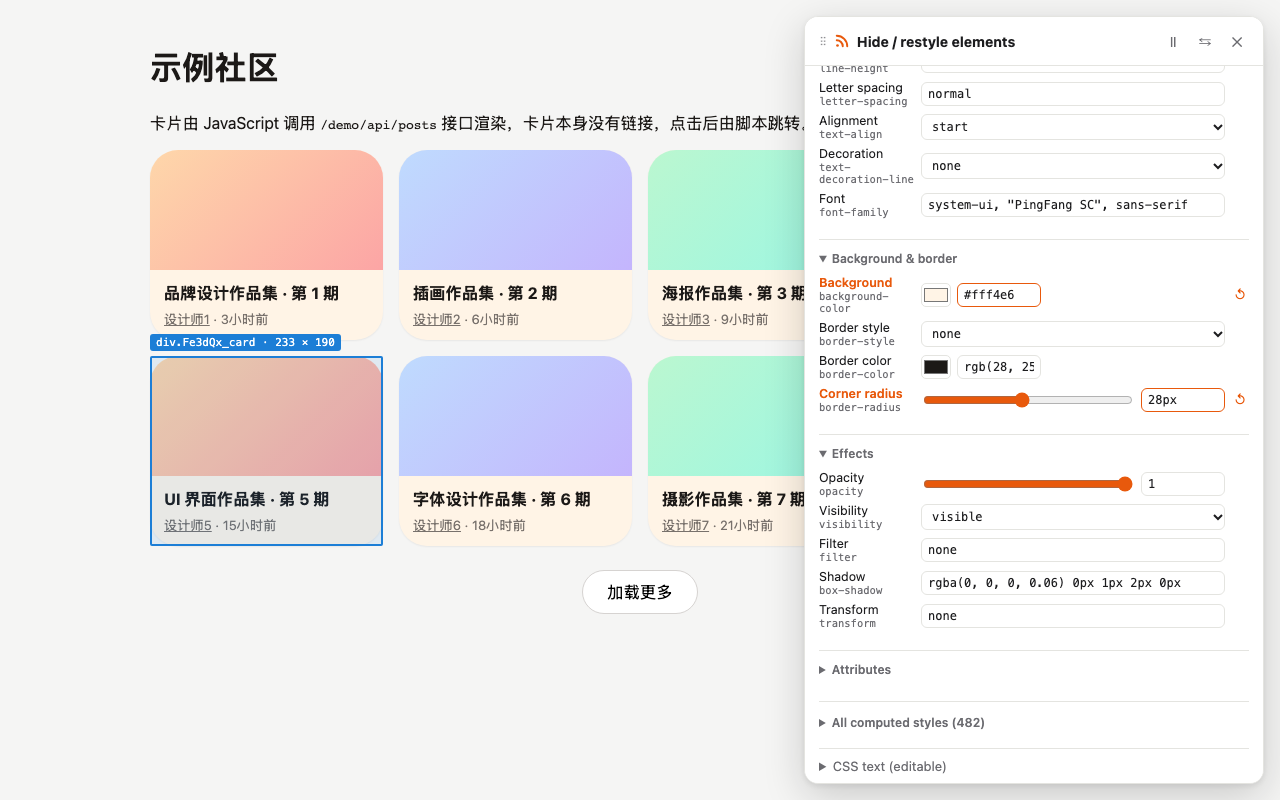 示例社区
卡片由 JavaScript 调用 /demo/api/posts 接口渲染，卡片本身没有链接，点击后由脚本跳转。
品牌设计作品集 · 第 1 期
设计师1 · 3小时前
插画作品集 · 第 2 期
设计师2 · 6小时前
海报作品集 · 第 3 期
设计师3 · 9小时前
div.Fe3dQx_card · 233 × 190
UI 界面作品集 · 第 5 期
设计师5 · 15小时前
字体设计作品集 · 第 6 期
设计师6 · 18小时前
摄影作品集 · 第 7 期
设计师7 · 21小时前
加载更多
Hide / restyle elements
line-height
Letter spacing
letter-spacing
normal
Alignment
text-align
start
Decoration
text-
decoration-line
none
Font
font-family
system-ui, "PingFang SC", sans-serif
Background & border
Background
background-
color
#fff4e6
Border style
border-style
none
Border color
border-color
rgb(28, 25
Corner radius
border-radius
28px
Effects
Opacity
opacity
1
Visibility
visibility
visible
Filter
filter
none
Shadow
box-shadow
rgba(0, 0, 0, 0.06) 0px 1px 2px 0px
Transform
transform
none
Attributes
All computed styles (482)
CSS text (editable)